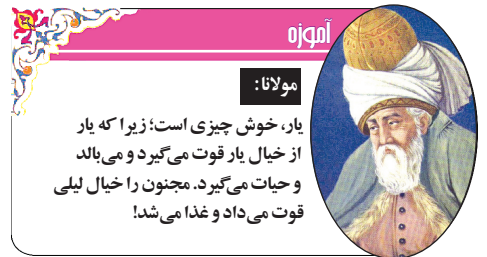 آموزه
مولانا:
یار، خوش چیزی است؛ زیرا که یار
از خیال یار قوت می‌گیرد و می‌بالد
و حیات می‌گیرد. مجنون را خیال لیلی
قوت می‌داد و غذا می‌شد!